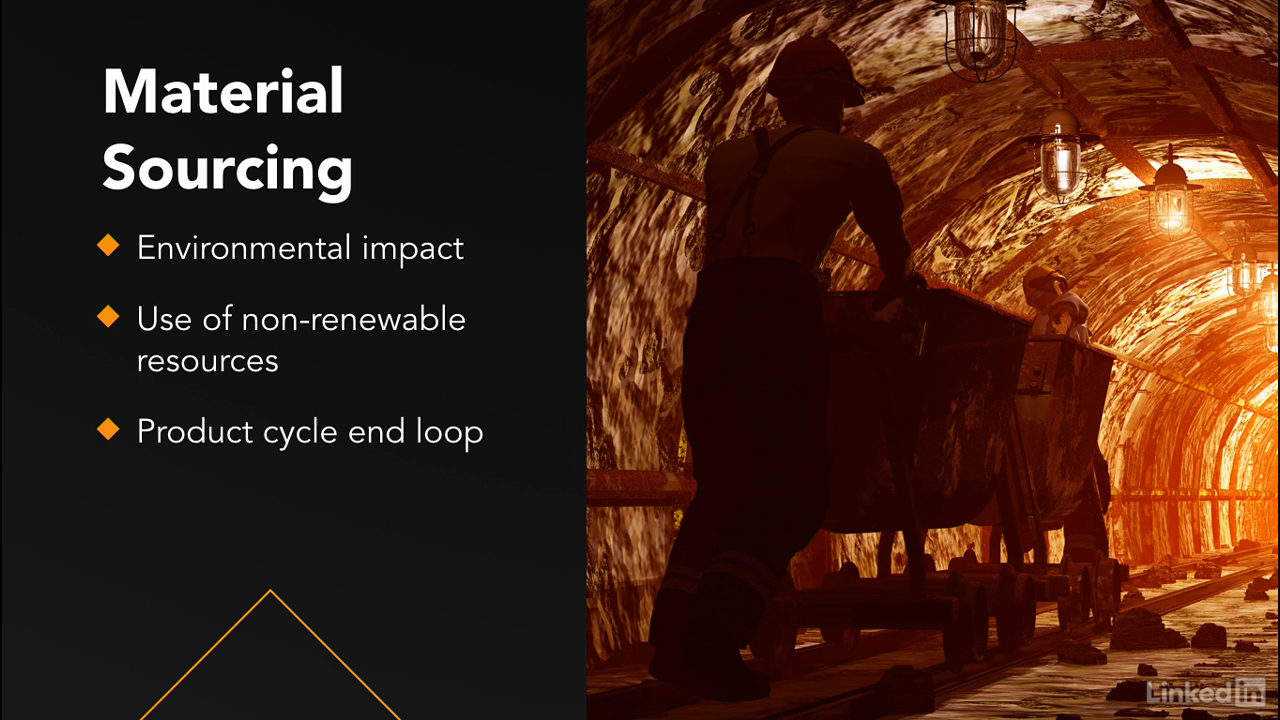 Material
Sourcing
Environmental impact
Use of non-renewable
resources
Product cycle end loop
LinkedIn